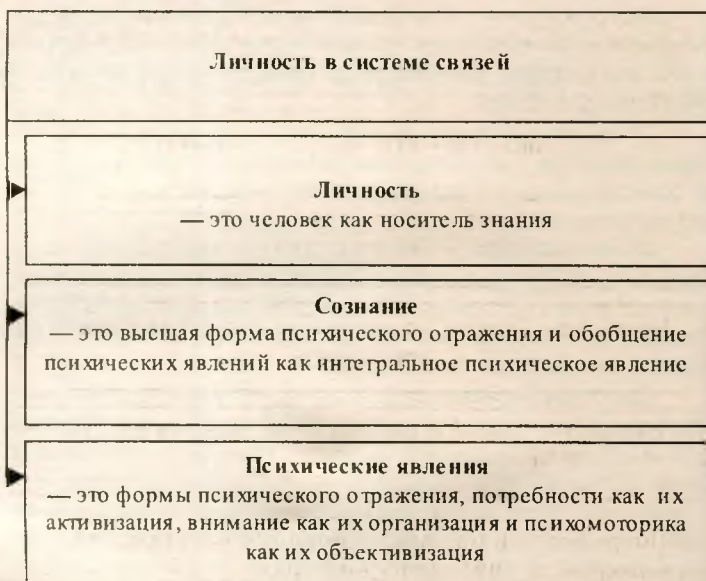 Личность в системе связей
Личность
— это человек как носитель знания
Сознание
— это высшая форма психического отражения и обобщение
психических явлений как интегральное психическое явление
Психические явления
— это формы психического отражения, потребности как их
активизация, внимание как их организация и психомоторика
как их объективизация